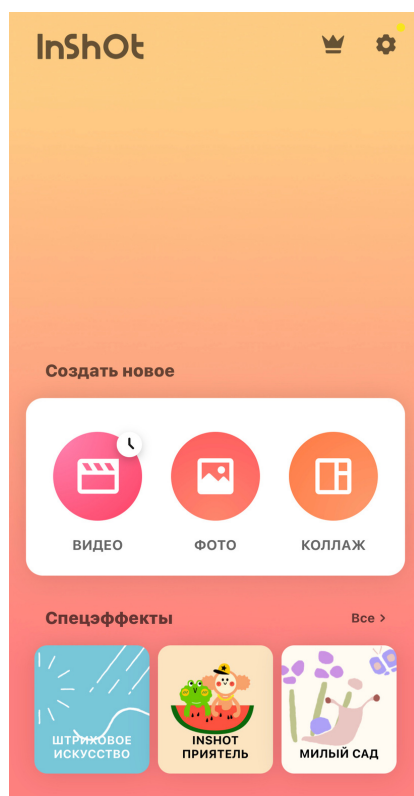 InShOt
Создать новое
ВИДЕО
ФОТО
КОЛЛАЖ
Спецэффекты
Все >
ШТРИХОВОЕ
ИСКУССТВО
INSHOT
ПРИЯТЕЛЬ
МИЛЫЙ САД